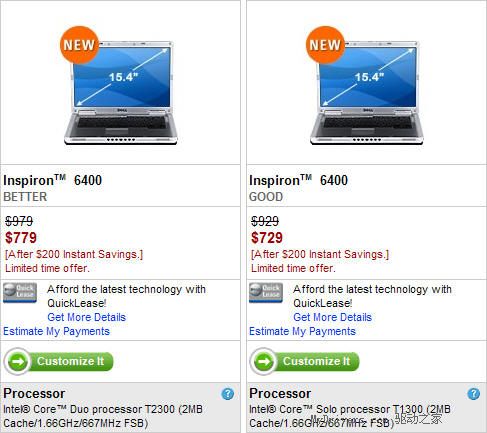 NEW
15.4"
DELL
Inspiron™ 6400
BETTER
$979
$779
[After $200 Instant Savings.]
Limited time offer.
Quick Lease
Afford the latest technology with
QuickLease!
Get More Details
Estimate My Payments
Customize It
Processor
?
Intel® Core™ Duo processor T2300 (2MB
Cache/1.66GHz/667MHz FSB)
NEW
15.4"
DELL
Inspiron™ 6400
GOOD
$929
$729
[After $200 Instant Savings.]
Limited time offer.
Quick Lease
Afford the latest technology with
QuickLease!
Get More Details
Estimate My Payments
Customize It
Processor
?
Intel® Core™ Solo processor T1300 (2MB
Cache/1.66GHz/667MHz FSB)
驱动之家